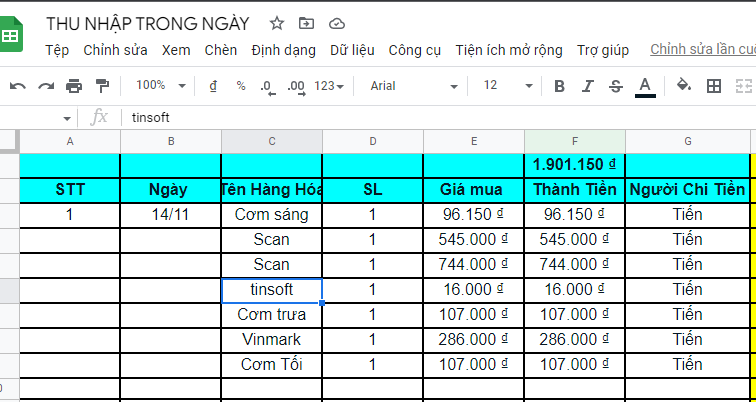 THU NHẬP TRONG NGÀY
Tệp Chỉnh sửa Xem Chèn Định dạng Dữ liệu Công cụ Tiện ích mở rộng Trợ giúp Chỉnh sửa lần
100% đ % .0 .00 123 Arial 12 B I S A
fx tinsoft
A B C D E F G
1.901.150 đ
STT Ngày Tên Hàng Hóa SL Giá mua Thành Tiền Người Chi Tiền
1 14/11 Cơm sáng 1 96.150 đ 96.150 đ Tiến
Scan 1 545.000 đ 545.000 đ Tiến
Scan 1 744.000 đ 744.000 đ Tiến
tinsoft 1 16.000 đ 16.000 đ Tiến
Cơm trưa 1 107.000 đ 107.000 đ Tiến
Vinmark 1 286.000 đ 286.000 đ Tiến
Cơm Tối 1 107.000 đ 107.000 đ Tiến